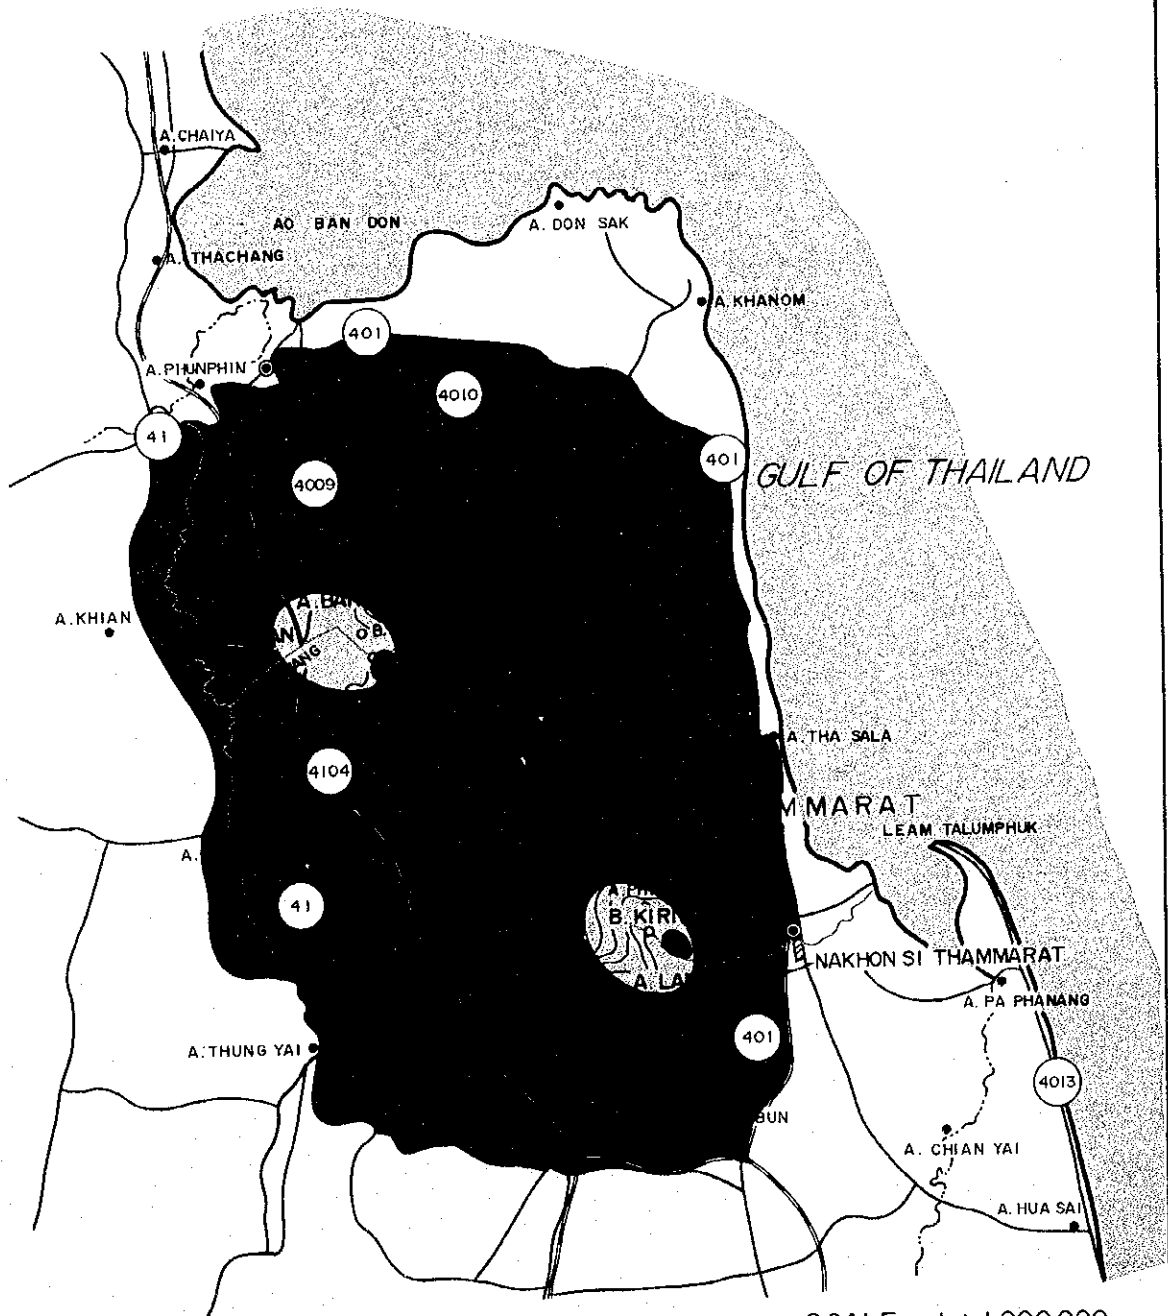 A. CHAIYA
AO BAN DON
A. DON SAK
A. THACHANG
A. KHANOM
401
A. PHUNPHIN
4010
41
401
GULF OF THAILAND
4009
A. KHIAN
A. THA SALA
4104
MMARAT
LEAM TALUMPHUK
A.
41
B. KIRI
NAKHON SI THAMMARAT
A. LA
A. PA PHANANG
401
A. THUNG YAI
4013
BUN
A. CHIAN YAI
A. HUA SAI